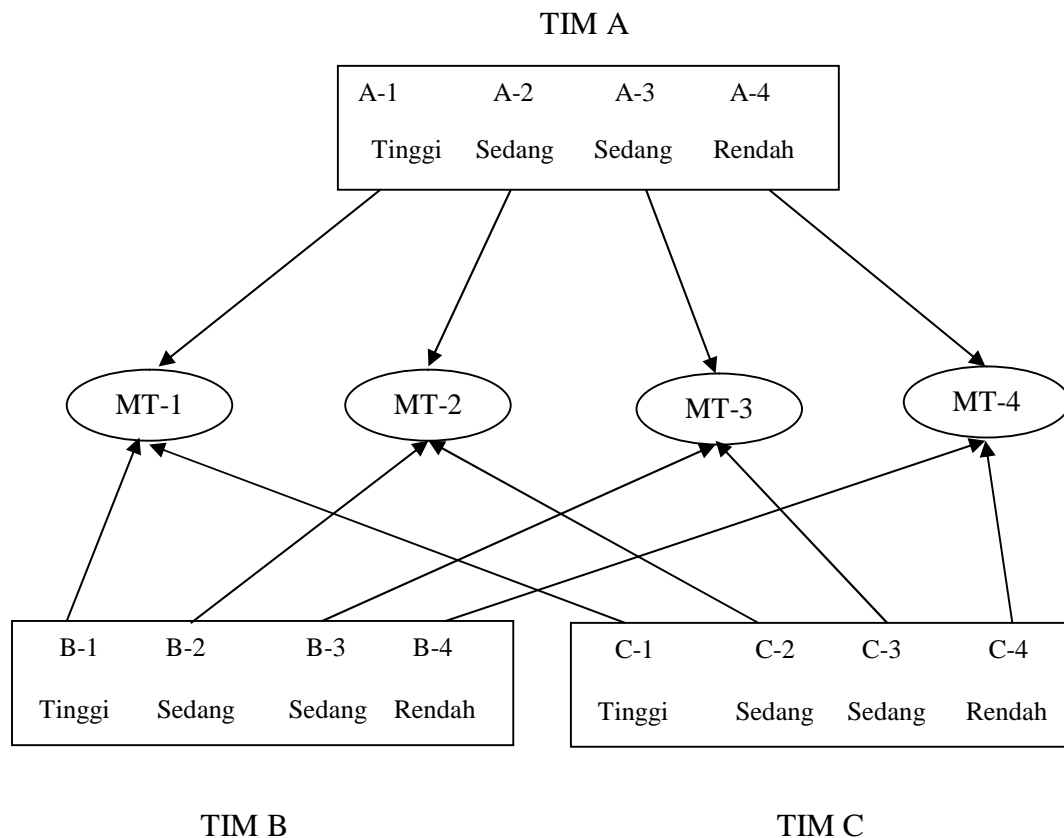 TIM A
A-1 A-2 A-3 A-4
Tinggi Sedang Sedang Rendah
MT-1 MT-2 MT-3 MT-4
B-1 B-2 B-3 B-4
Tinggi Sedang Sedang Rendah
C-1 C-2 C-3 C-4
Tinggi Sedang Sedang Rendah
TIM B
TIM C